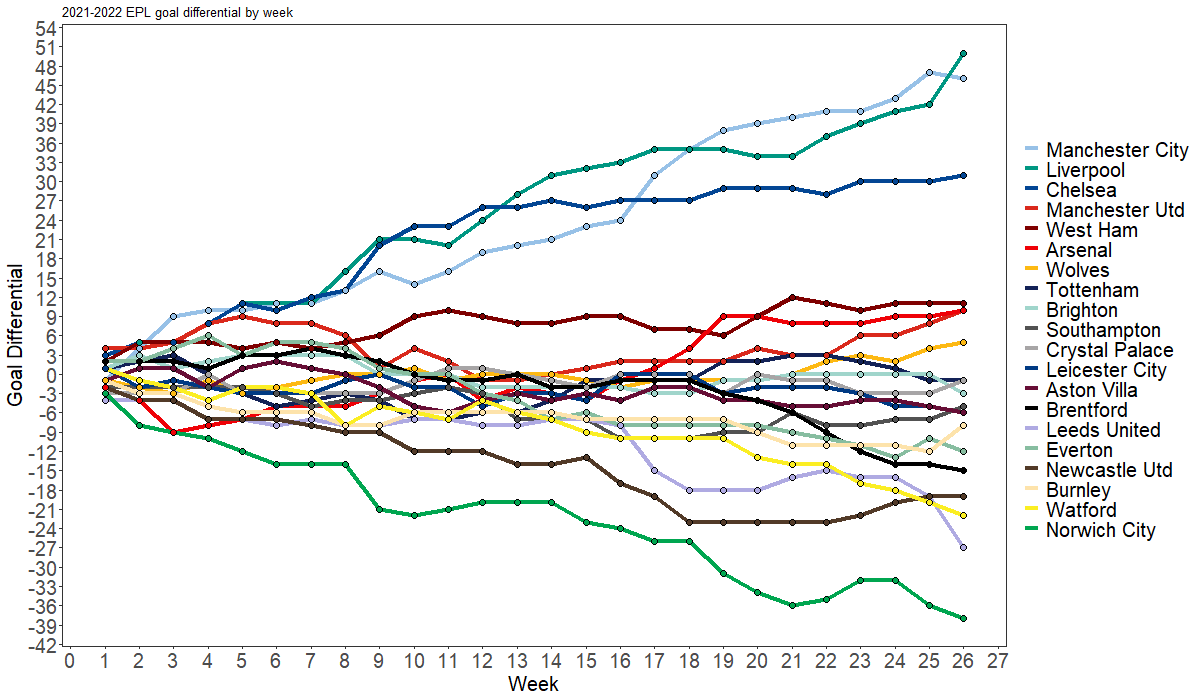 2021-2022 EPL goal differential by week
Goal Differential
54
51
48
45
42
39
36
33
30
27
24
21
18
15
12
9
6
3
0
-3
-6
-9
-12
-15
-18
-21
-24
-27
-30
-33
-36
-39
-42
0 1 2 3 4 5 6 7 8 9 10 11 12 13 14 15 16 17 18 19 20 21 22 23 24 25 26 27
Week
Manchester City
Liverpool
Chelsea
Manchester Utd
West Ham
Arsenal
Wolves
Tottenham
Brighton
Southampton
Crystal Palace
Leicester City
Aston Villa
Brentford
Leeds United
Everton
Newcastle Utd
Burnley
Watford
Norwich City